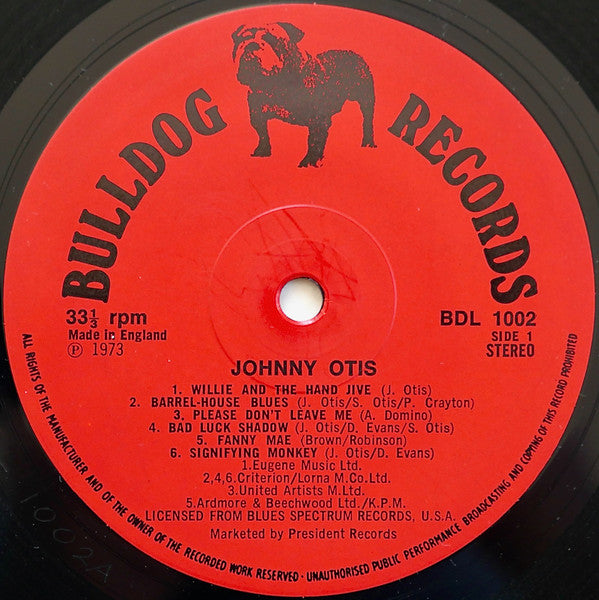 BULLDOG RECORDS
33⅓ rpm
Made in England
Ⓟ 1973
BDL 1002
SIDE 1
STEREO
JOHNNY OTIS
1. WILLIE AND THE HAND JIVE (J. Otis)
2. BARREL-HOUSE BLUES (J. Otis/S. Otis/P. Crayton)
3. PLEASE DON'T LEAVE ME (A. Domino)
4. BAD LUCK SHADOW (J. Otis/D. Evans/S. Otis)
5. FANNY MAE (Brown/Robinson)
6. SIGNIFYING MONKEY (J. Otis/D. Evans)
1.Eugene Music Ltd.
2,4,6.Criterion/Lorna M.Co.Ltd.
3.United Artists M.Ltd.
5.Ardmore & Beechwood Ltd./K.P.M.
LICENSED FROM BLUES SPECTRUM RECORDS, U.S.A.
Marketed by President Records
ALL RIGHTS OF THE MANUFACTURER AND OF THE OWNER OF THE RECORDED WORK RESERVED · UNAUTHORISED PUBLIC PERFORMANCE BROADCASTING AND COPYING OF THIS RECORD PROHIBITED
1002A